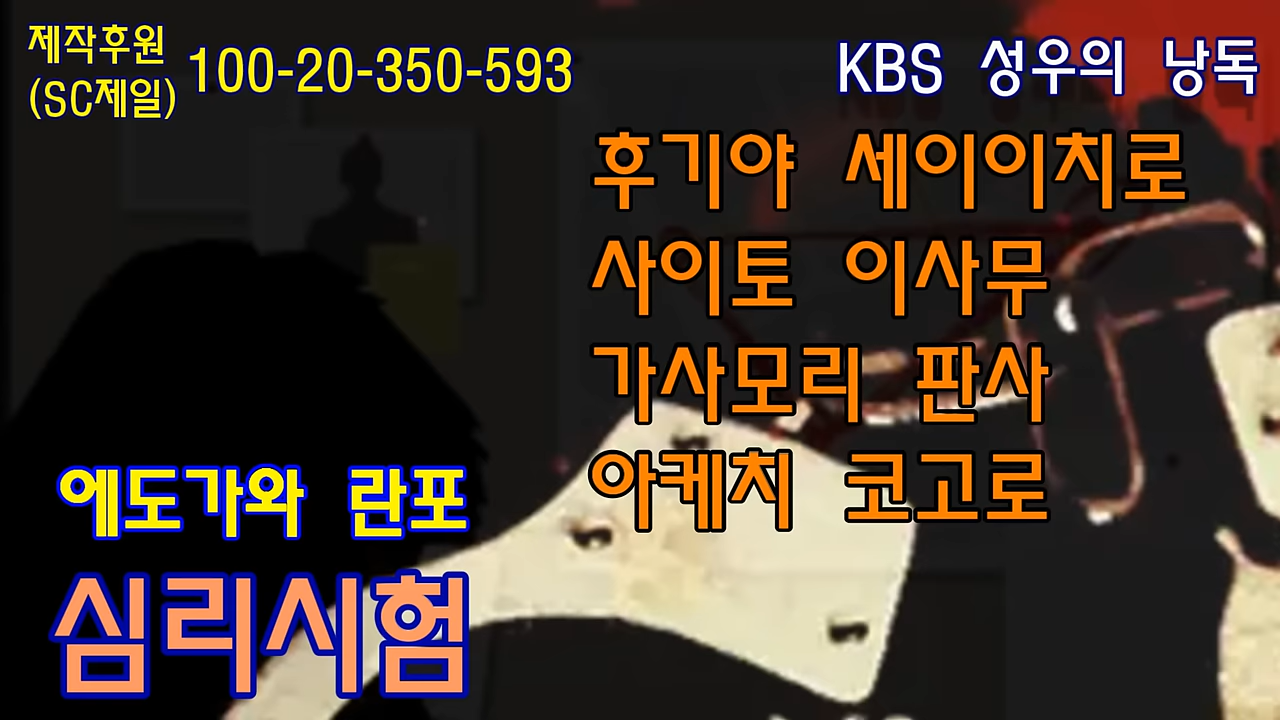 제작후원
(SC제일)
100-20-350-593
KBS 성우의 낭독
후기야 세이이치로
사이토 이사무
가사모리 판사
아케치 코고로
에도가와 란포
심리시험